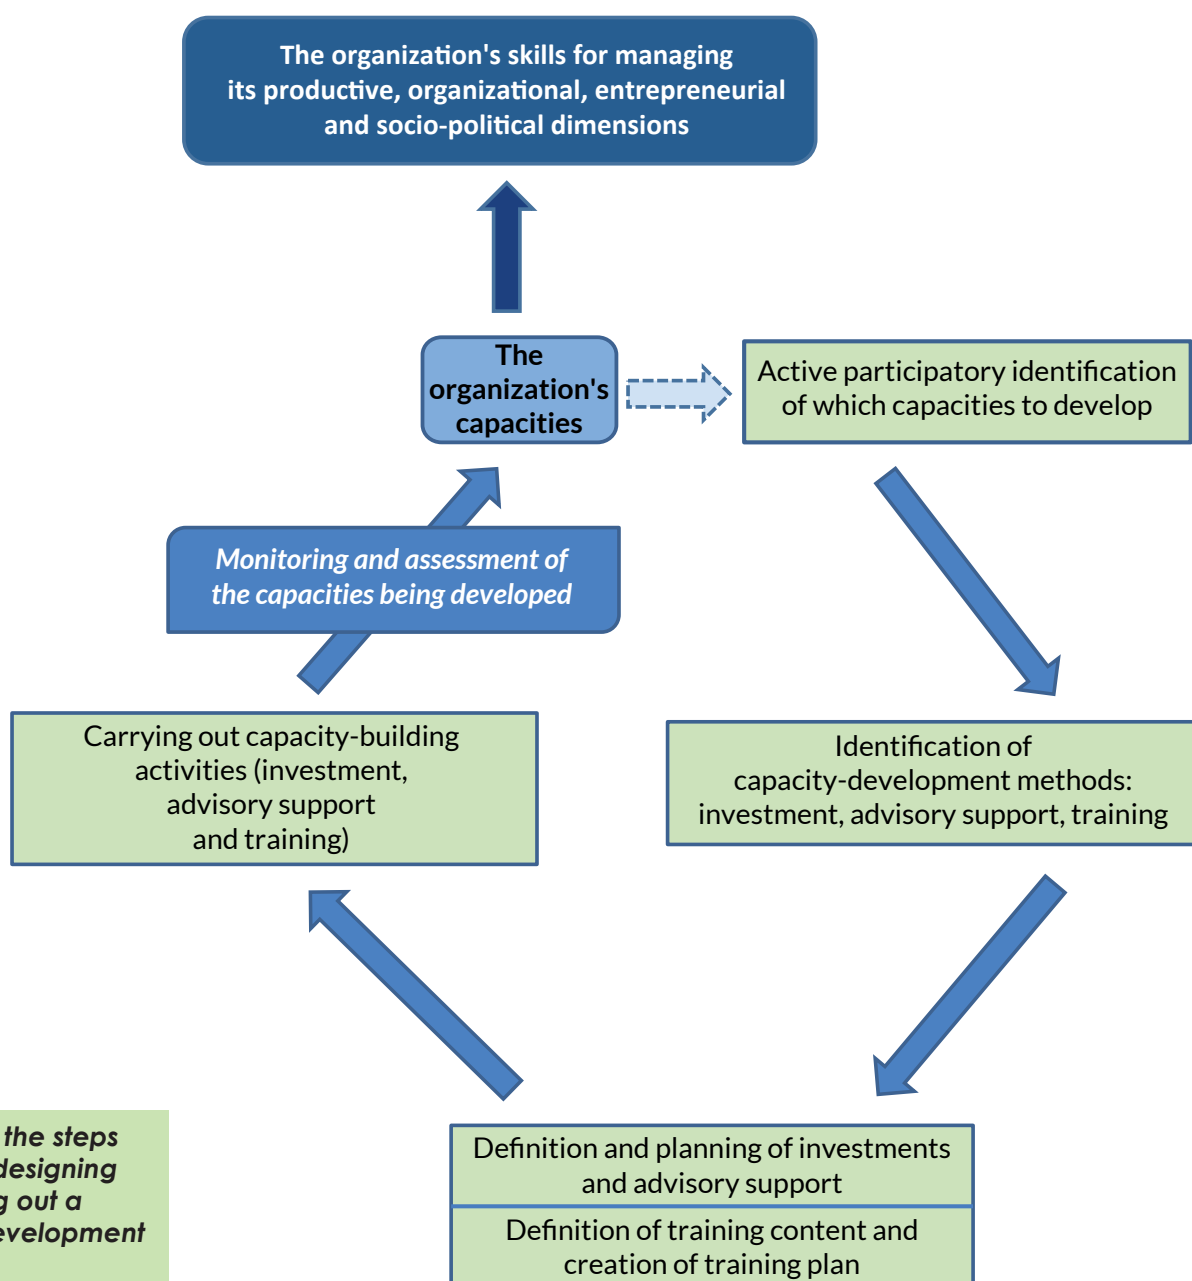 The organization's skills for managing
its productive, organizational, entrepreneurial
and socio-political dimensions
The
organization's
capacities
Active participatory identification
of which capacities to develop
Monitoring and assessment of
the capacities being developed
Carrying out capacity-building
activities (investment,
advisory support
and training)
Identification of
capacity-development methods:
investment, advisory support, training
Definition and planning of investments
and advisory support
Definition of training content and
creation of training plan
the steps
designing
out a